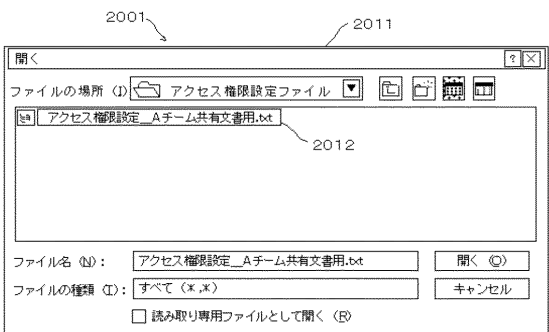 2001
2011
開く
ファイルの場所 (I) アクセス権限設定ファイル
アクセス権限設定__Aチーム共有文書用.txt
2012
ファイル名 (N): アクセス権限設定__Aチーム共有文書用.txt 開く (O)
ファイルの種類 (T): すべて (*,*) キャンセル
読み取り専用ファイルとして開く (R)